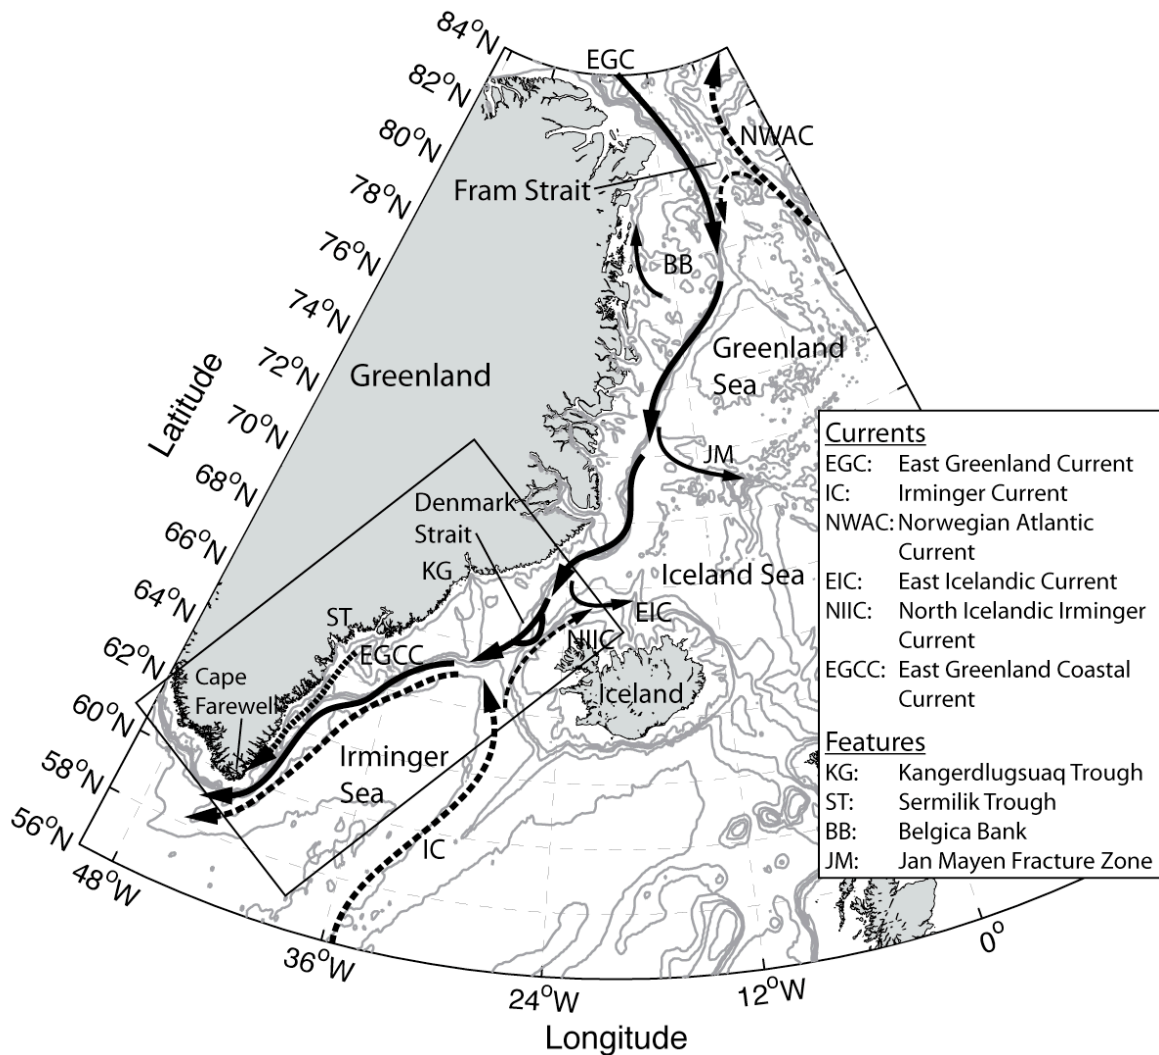 84°N
82°N
80°N
78°N
76°N
74°N
72°N
70°N
68°N
66°N
64°N
62°N
60°N
58°N
56°N
Latitude
EGC
NWAC
Fram Strait
BB
Greenland
Sea
Greenland
JM
Denmark
Strait
KG
Iceland Sea
EIC
ST
NIIC
EGCC
Iceland
Cape
Farewell
Irminger
Sea
IC
Currents
EGC: East Greenland Current
IC: Irminger Current
NWAC: Norwegian Atlantic
Current
EIC: East Icelandic Current
NIIC: North Icelandic Irminger
Current
EGCC: East Greenland Coastal
Current
Features
KG: Kangerdlugsuaq Trough
ST: Sermilik Trough
BB: Belgica Bank
JM: Jan Mayen Fracture Zone
48°W
36°W
24°W
12°W
0°
Longitude